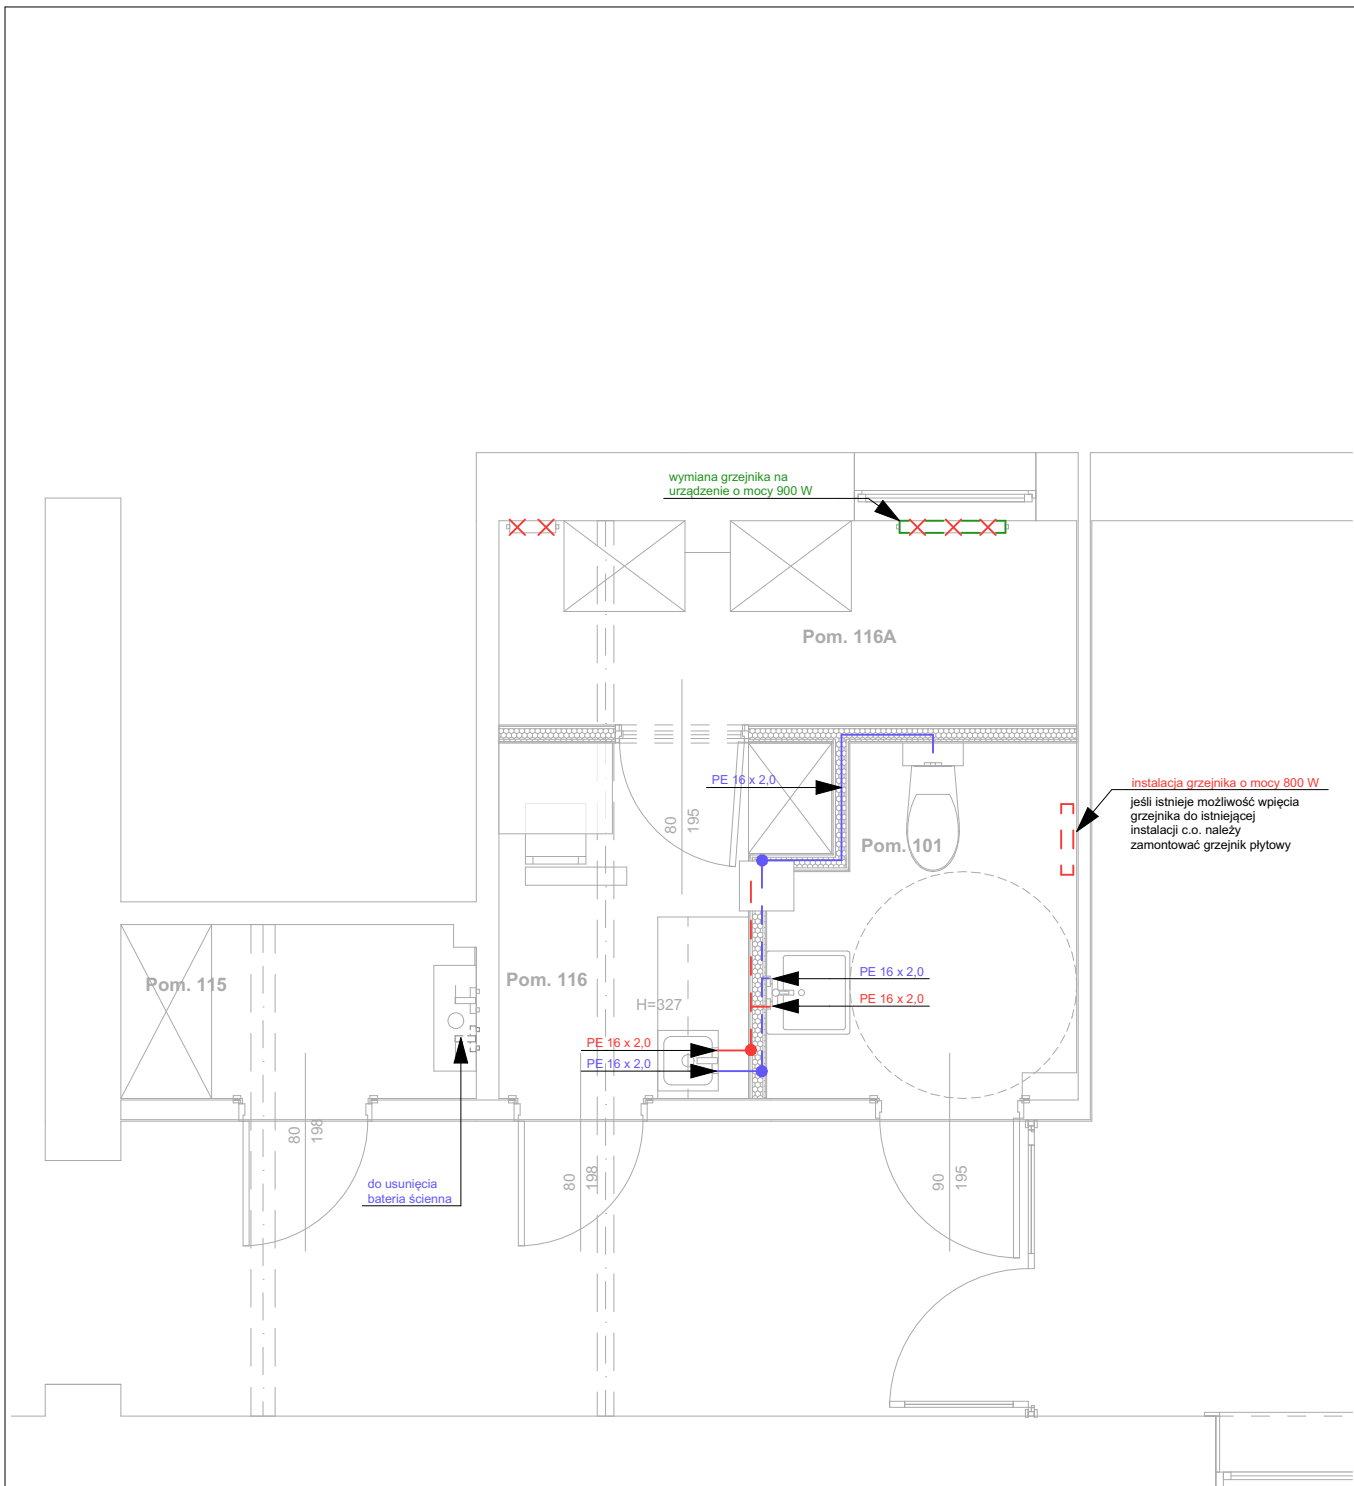 wymiana grzejnika na
urządzenie o mocy 900 W
Pom. 116A
PE 16 x 2,0
80
195
instalacja grzejnika o mocy 800 W
jeśli istnieje możliwość wpięcia
grzejnika do istniejącej
instalacji c.o. należy
zamontować grzejnik płytowy
Pom. 101
Pom. 115
Pom. 116
H=327
PE 16 x 2,0
PE 16 x 2,0
PE 16 x 2,0
PE 16 x 2,0
80
198
80
198
90
195
do usunięcia
bateria ścienna